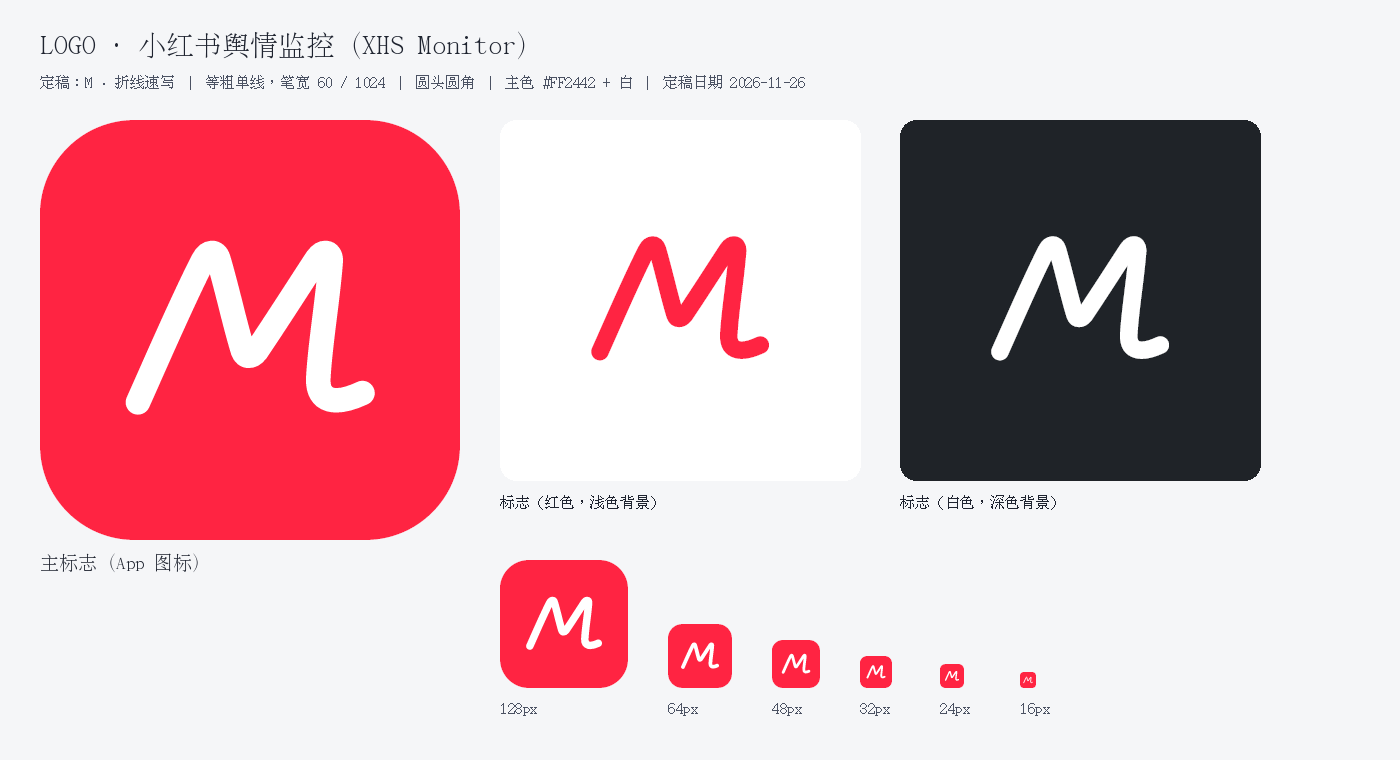 LOGO · 小红书舆情监控 (XHS Monitor)
定稿:M · 折线速写 | 等粗单线,笔宽 60 / 1024 | 圆头圆角 | 主色 #FF2442 + 白 | 定稿日期 2026-11-26
M
M
M
标志(红色,浅色背景)
标志(白色,深色背景)
主标志 (App 图标)
M
M
M
M
M
M
128px
64px
48px
32px
24px
16px